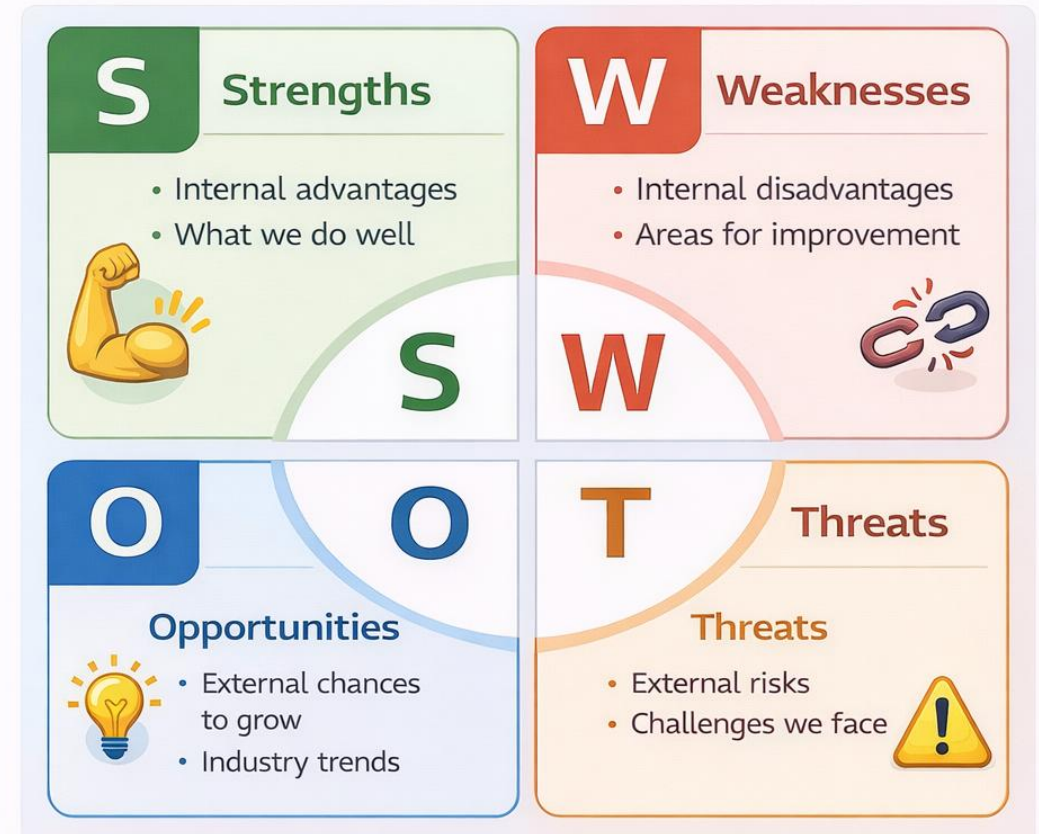 S
Strengths
• Internal advantages
• What we do well
S
W
Weaknesses
• Internal disadvantages
• Areas for improvement
W
O
O
Opportunities
• External chances
to grow
• Industry trends
T
Threats
Threats
• External risks
• Challenges we face
!